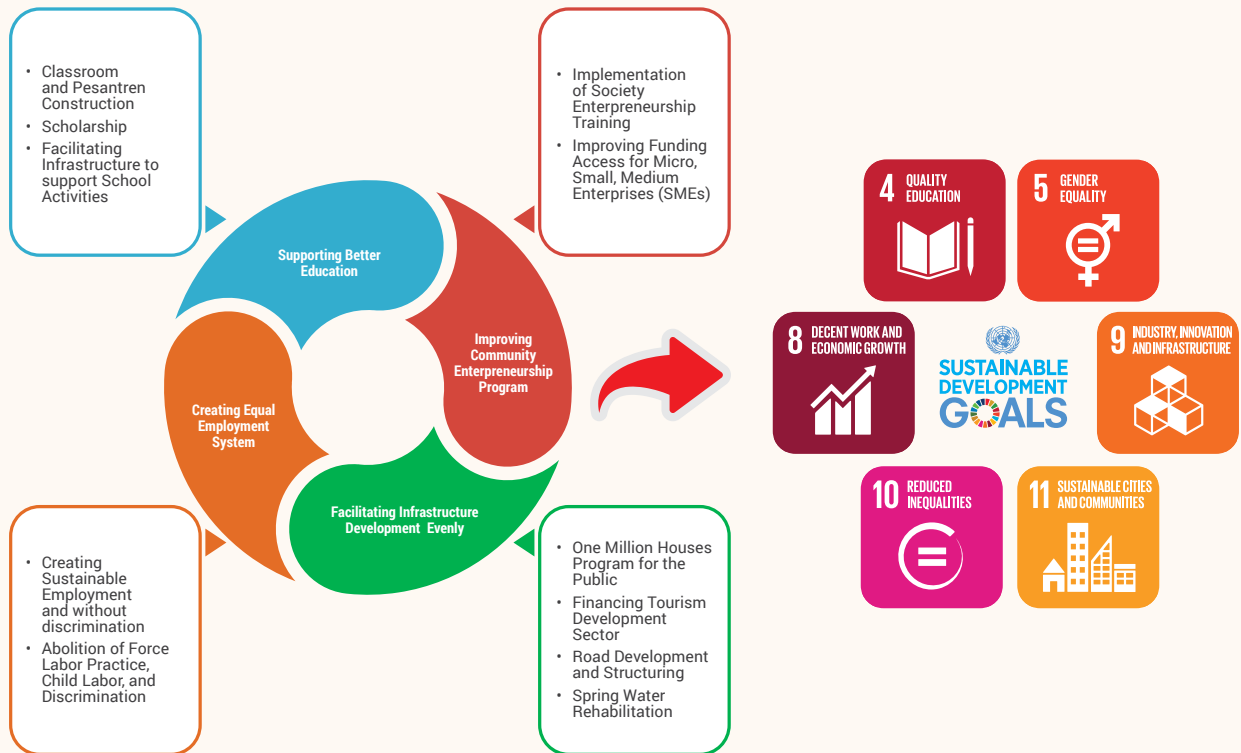 • Classroom
and Pesantren
Construction
• Scholarship
• Facilitating
Infrastructure to
support School
Activities
• Implementation
of Society
Enterpreneurship
Training
• Improving Funding
Access for Micro,
Small, Medium
Enterprises (SMEs)
Supporting Better
Education
Improving
Community
Enterpreneurship
Program
Creating Equal
Employment
System
Facilitating Infrastructure
Development Evenly
• Creating
Sustainable
Employment
and without
discrimination
• Abolition of Force
Labor Practice,
Child Labor, and
Discrimination
• One Million Houses
Program for the
Public
• Financing Tourism
Development
Sector
• Road Development
and Structuring
• Spring Water
Rehabilitation
4 QUALITY
EDUCATION
5 GENDER
EQUALITY
8 DECENT WORK AND
ECONOMIC GROWTH
SUSTAINABLE
DEVELOPMENT
GOALS
9 INDUSTRY, INNOVATION
AND INFRASTRUCTURE
10 REDUCED
INEQUALITIES
11 SUSTAINABLE CITIES
AND COMMUNITIES